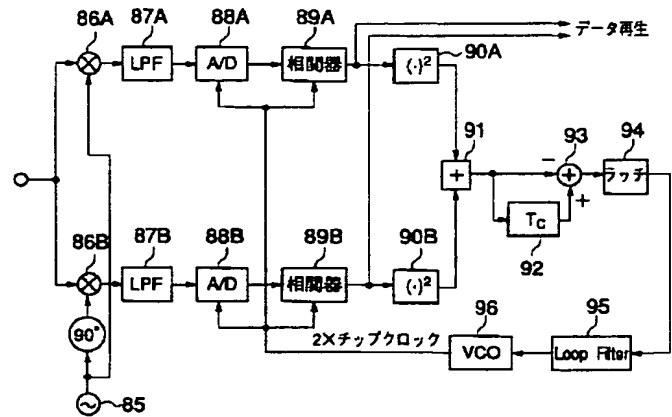 86A 87A 88A 89A
LPF A/D 相関器 データ再生
90A
(·)²
91 93 94
+ − + ラッチ
+
T_C
92
86B 87B 88B 89B 90B
LPF A/D 相関器 (·)²
90°
2×チップクロック 96 95
VCO Loop Filter
~ 85